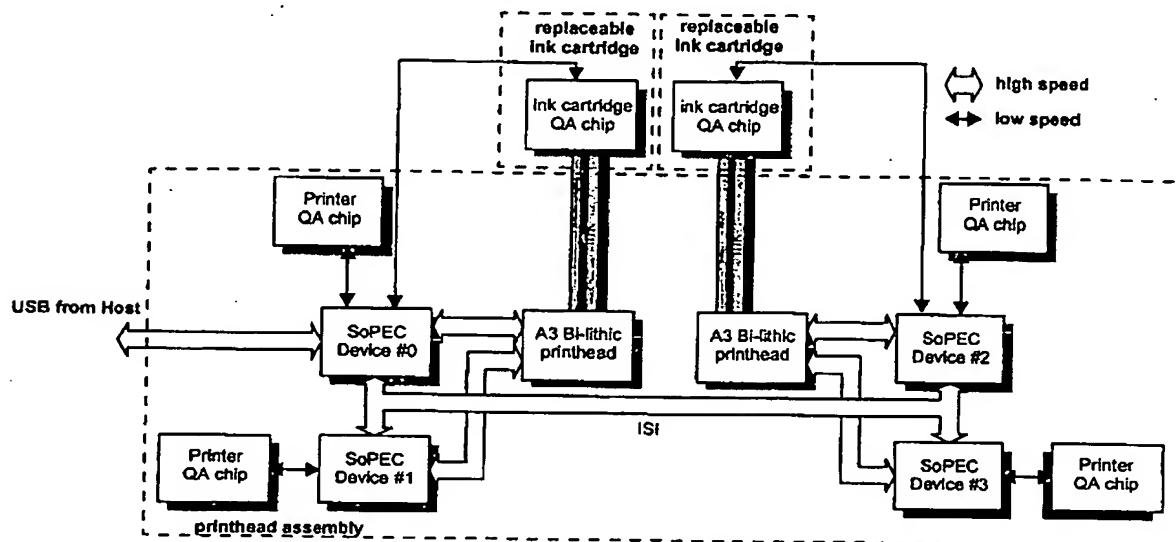 replaceable
ink cartridge
replaceable
ink cartridge
ink cartridge
QA chip
ink cartridge
QA chip
high speed
low speed
Printer
QA chip
Printer
QA chip
USB from Host
SoPEC
Device #0
A3 Bi-lithic
printhead
A3 Bi-lithic
printhead
SoPEC
Device #2
ISI
Printer
QA chip
SoPEC
Device #1
SoPEC
Device #3
Printer
QA chip
printhead assembly